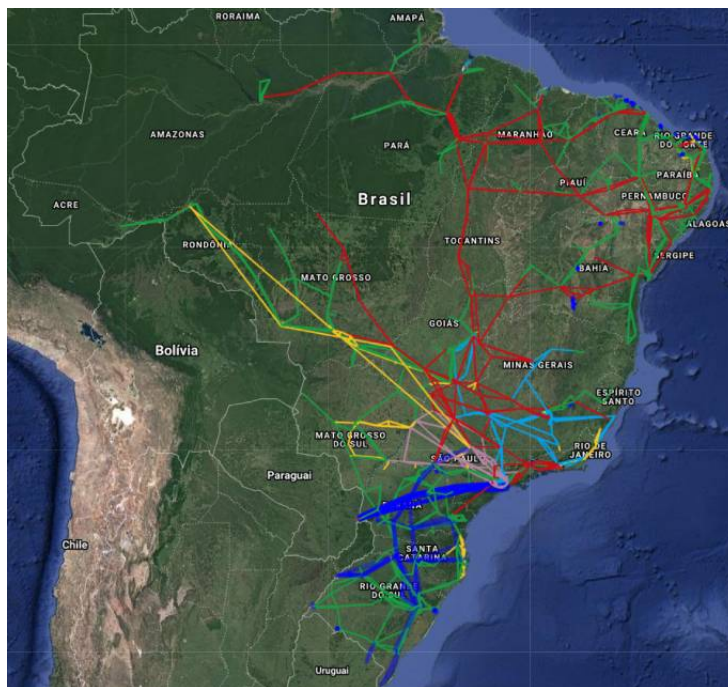 RORAIMA
AMAPÁ
AMAZONAS
PARÁ
MARANHÃO
CEARÁ
RIO GRANDE
DO NORTE
PARAÍBA
PIAUÍ
PERNAMBUCO
ACRE
Brasil
ALAGOAS
RONDÔNIA
TOCANTINS
SERGIPE
MATO GROSSO
BAHIA
GOIÁS
Bolívia
MINAS GERAIS
ESPÍRITO
SANTO
MATO GROSSO
DO SUL
RIO DE
JANEIRO
SÃO PAULO
Paraguai
PARANÁ
Chile
SANTA
CATARINA
RIO GRANDE
DO SUL
Uruguai